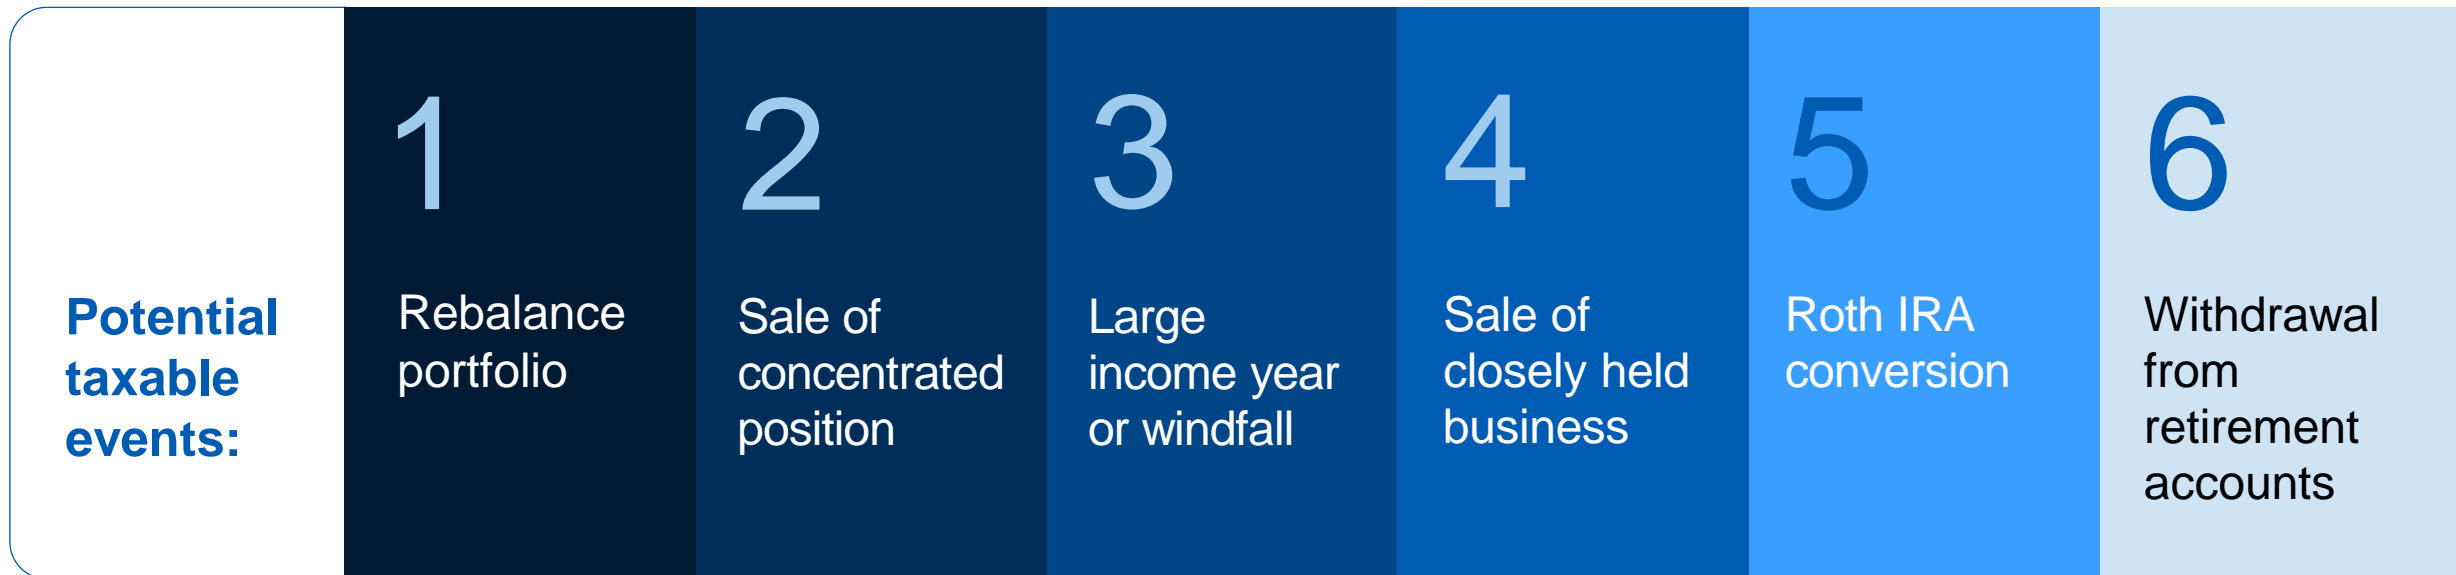 Potential
taxable
events:
1
Rebalance
portfolio
2
Sale of
concentrated
position
3
Large
income year
or windfall
4
Sale of
closely held
business
5
Roth IRA
conversion
6
Withdrawal
from
retirement
accounts